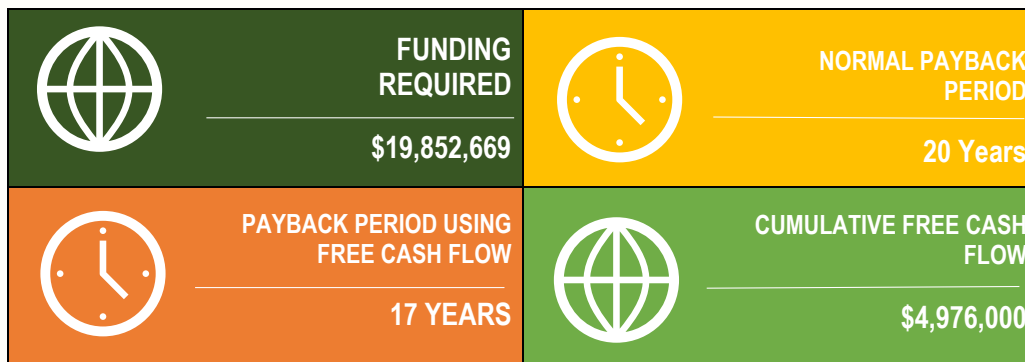 FUNDING
REQUIRED
$19,852,669
NORMAL PAYBACK
PERIOD
20 Years
PAYBACK PERIOD USING
FREE CASH FLOW
17 YEARS
CUMULATIVE FREE CASH
FLOW
$4,976,000